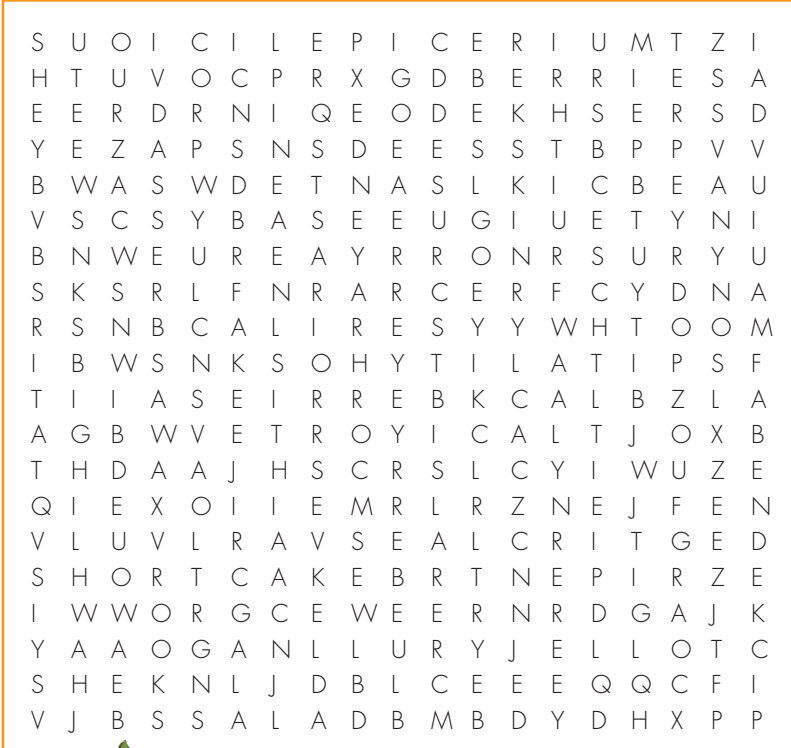 S U O I C I L E P I C E R I U M T Z I
H T U V O C P R X G D B E R R I E S A
E E R D R N I Q E O D E K H S E R S D
Y E Z A P S N S D E E S S T B P P V V
B W A S W D E T N A S L K I C B E A U
V S C S Y B A S E E U G I U E T Y N I
B N W E U R E A Y R R O N R S U R Y U
S K S R L F N R A R C E R F C Y D N A
R S N B C A L I R E S Y Y W H T O O M
I B W S N K S O H Y T I L A T I P S F
T I I A S E I R R E B K C A L B Z L A
A G B W V E T R O Y I C A L T J O X B
T H D A A J H S C R S L C Y I W U Z E
Q I E X O I I E M R L R Z N E J F E N
V L U V L R A V S E A L C R I T G E D
S H O R T C A K E B R T N E P I R Z E
I W W O R G C E W E E R N R D G A J K
Y A A O G A N L L U R Y J E L L O T C
S H E K N L J D B L C E E E Q Q C F I
V J B S S A L A D B M B D Y D H X P P